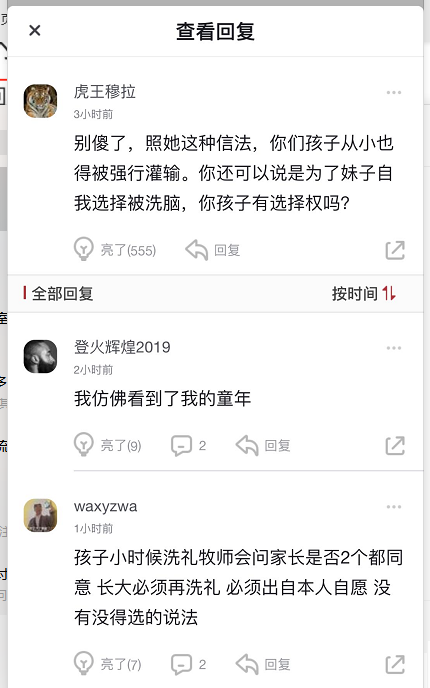 查看回复
虎王穆拉
3小时前
别傻了，照她这种信法，你们孩子从小也
得被强行灌输。你还可以说是为了妹子自
我选择被洗脑，你孩子有选择权吗?
亮了(555) 回复
全部回复 按时间
登火辉煌2019
2小时前
我仿佛看到了我的童年
亮了(9) 2 回复
waxyzwa
1小时前
孩子小时候洗礼牧师会问家长是否2个都同
意 长大必须再洗礼 必须出自本人自愿 没
有没得选的说法
亮了(7) 2 回复